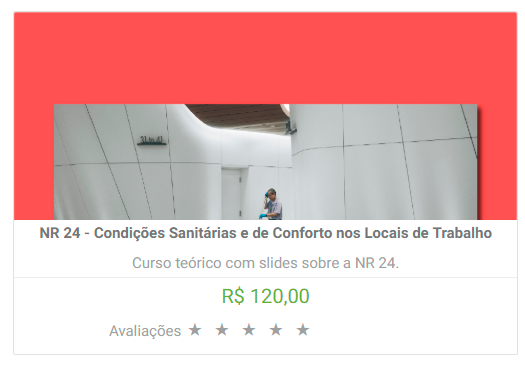 NR 24 - Condições Sanitárias e de Conforto nos Locais de Trabalho
Curso teórico com slides sobre a NR 24.
R$ 120,00
Avaliações ★ ★ ★ ★ ★